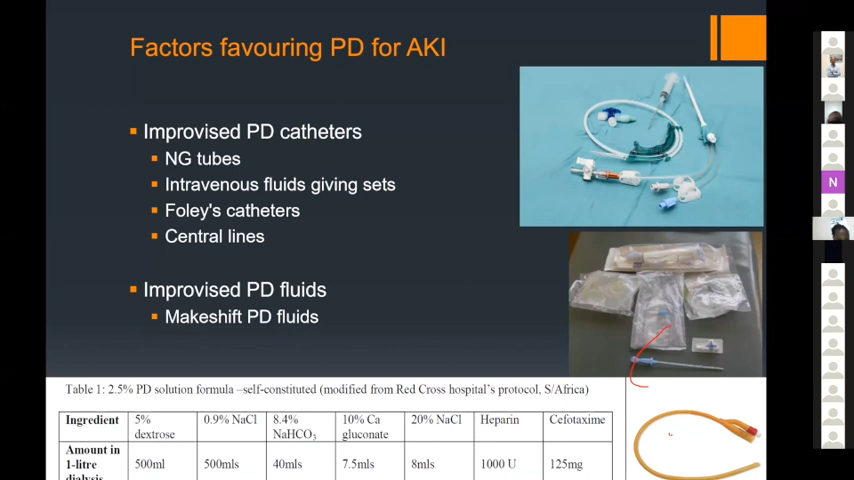 Factors favouring PD for AKI
Improvised PD catheters
NG tubes
Intravenous fluids giving sets
Foley's catheters
Central lines
Improvised PD fluids
Makeshift PD fluids
Table 1: 2.5% PD solution formula –self-constituted (modified from Red Cross hospital's protocol, S/Africa)
Ingredient 5% dextrose 0.9% NaCl 8.4% NaHCO₃ 10% Ca gluconate 20% NaCl Heparin Cefotaxime
Amount in 1-litre dialysis 500ml 500mls 40mls 7.5mls 8mls 1000 U 125mg
N